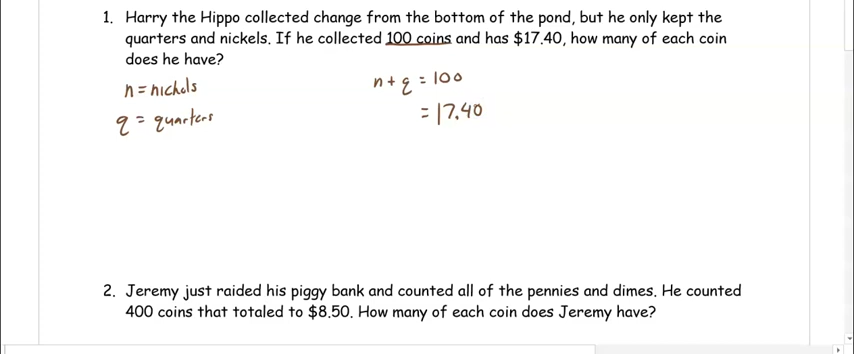 1. Harry the Hippo collected change from the bottom of the pond, but he only kept the
quarters and nickels. If he collected 100 coins and has $17.40, how many of each coin
does he have?
n = nickels
n + q = 100
q = quarters
= 17.40
2. Jeremy just raided his piggy bank and counted all of the pennies and dimes. He counted
400 coins that totaled to $8.50. How many of each coin does Jeremy have?